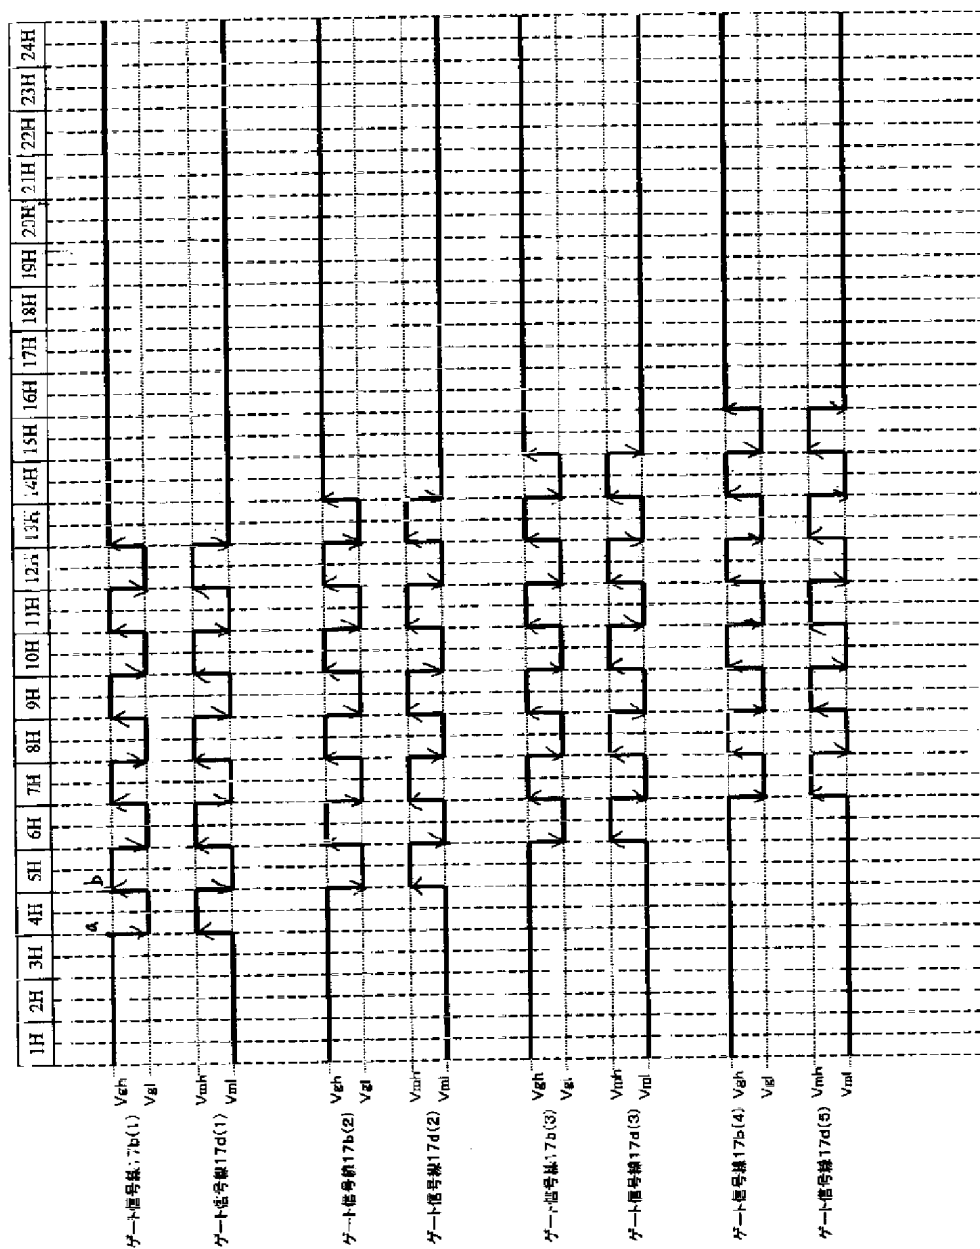 1H 2H 3H 4H 5H 6H 7H 8H 9H 10H 11H 12H 13H 14H 15H 16H 17H 18H 19H 20H 21H 22H 23H 24H
a b
ゲート信号線17b(1) Vgh Vgl
ゲート信号線17d(1) Vmh Vml
ゲート信号線17b(2) Vgh Vgl
ゲート信号線17d(2) Vmh Vml
ゲート信号線17b(3) Vgh Vgl
ゲート信号線17d(3) Vmh Vml
ゲート信号線17b(4) Vgh Vgl
ゲート信号線17d(5) Vmh Vml